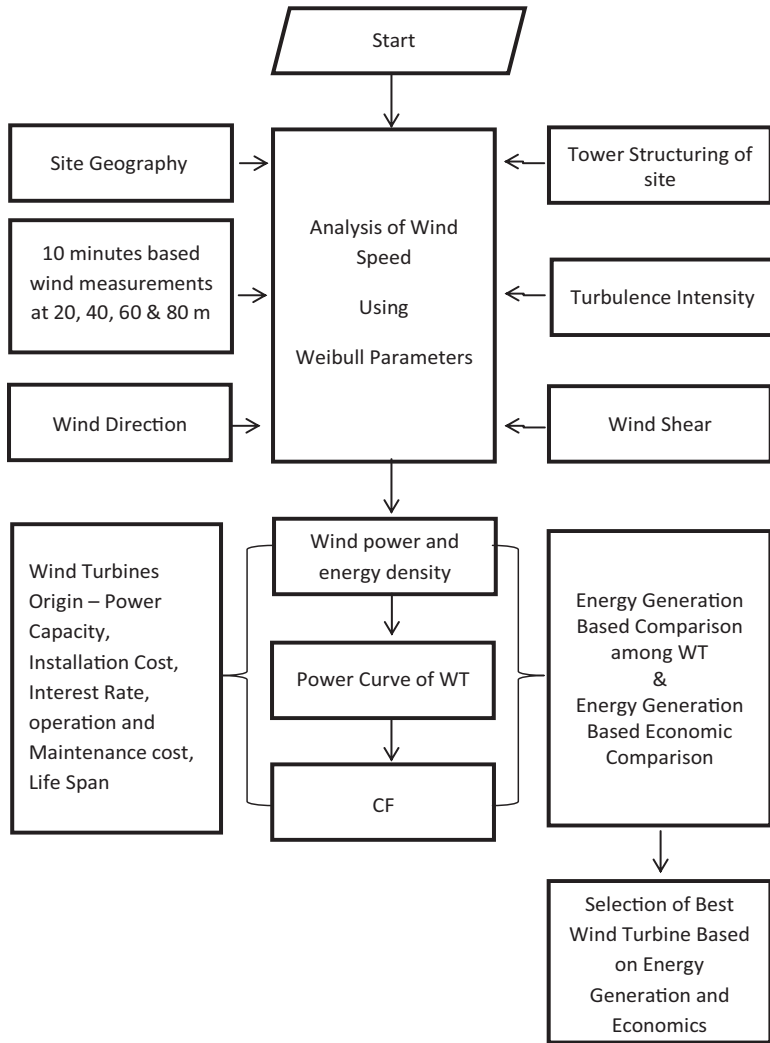 Start
Site Geography
10 minutes based
wind measurements
at 20, 40, 60 & 80 m
Wind Direction
Analysis of Wind
Speed
Using
Weibull Parameters
Tower Structuring of
site
Turbulence Intensity
Wind Shear
Wind Turbines
Origin – Power
Capacity,
Installation Cost,
Interest Rate,
operation and
Maintenance cost,
Life Span
Wind power and
energy density
Power Curve of WT
CF
Energy Generation
Based Comparison
among WT
&
Energy Generation
Based Economic
Comparison
Selection of Best
Wind Turbine Based
on Energy
Generation and
Economics